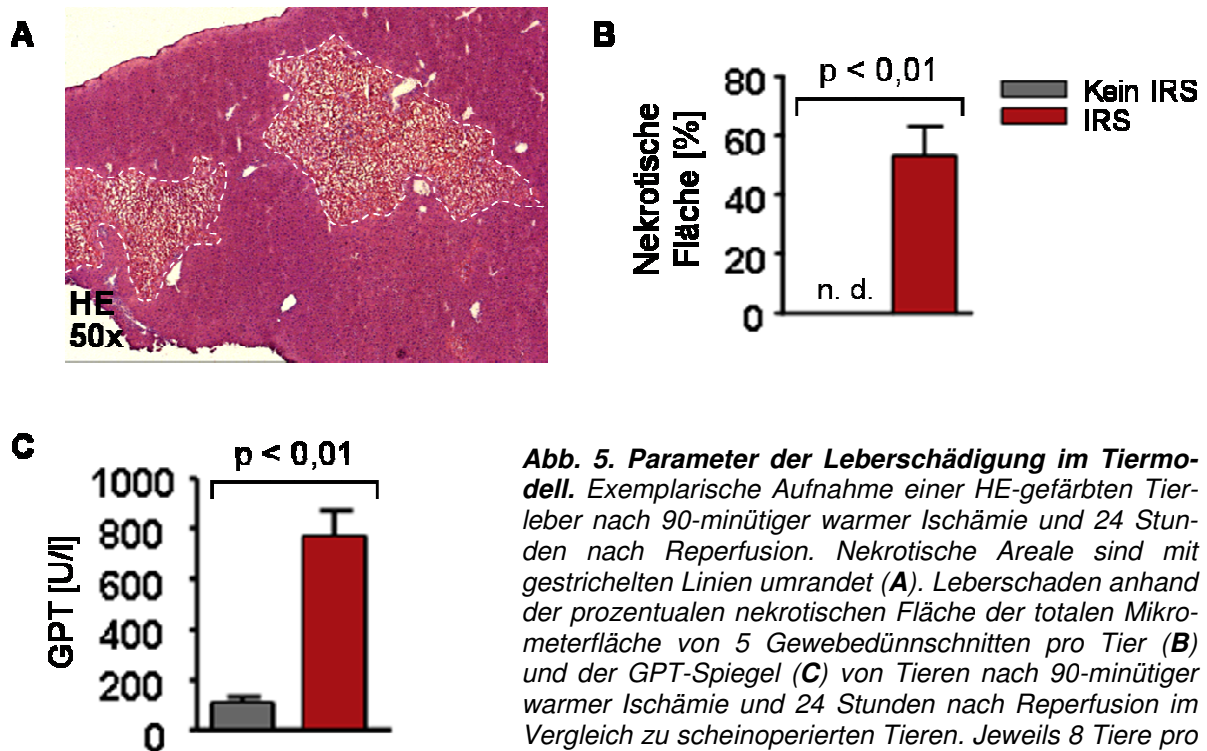 A
HE
50x
B
Nekrotische
Fläche [%]
80
60
40
20
0
p < 0,01
n. d.
Kein IRS
IRS
C
GPT [U/l]
1000
800
600
400
200
0
p < 0,01
Abb. 5. Parameter der Leberschädigung im Tiermo-
dell. Exemplarische Aufnahme einer HE-gefärbten Tier-
leber nach 90-minütiger warmer Ischämie und 24 Stun-
den nach Reperfusion. Nekrotische Areale sind mit
gestrichelten Linien umrandet (A). Leberschaden anhand
der prozentualen nekrotischen Fläche der totalen Mikro-
meterfläche von 5 Gewebedünnschnitten pro Tier (B)
und der GPT-Spiegel (C) von Tieren nach 90-minütiger
warmer Ischämie und 24 Stunden nach Reperfusion im
Vergleich zu scheinoperierten Tieren. Jeweils 8 Tiere pro